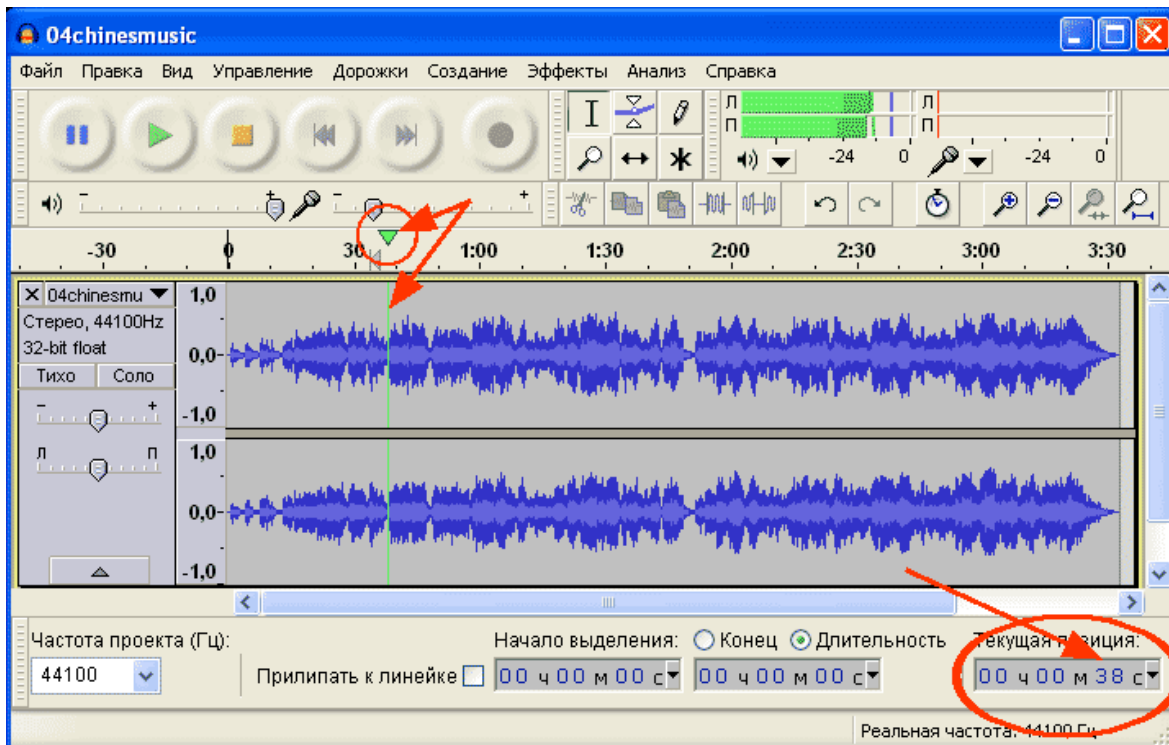 04chinesmusic
Файл Правка Вид Управление Дорожки Создание Эффекты Анализ Справка
Л Л
П П
-24 0 -24 0
- + - +
-30 0 30 1:00 1:30 2:00 2:30 3:00 3:30
04chinesmu
Стерео, 44100Hz
32-bit float
Тихо Соло
- +
Л П
1,0
0,0
-1,0
1,0
0,0
-1,0
Частота проекта (Гц): Начало выделения: Конец Длительность Текущая позиция:
44100 Прилипать к линейке 00 ч 00 м 00 с 00 ч 00 м 00 с 00 ч 00 м 38 с
Реальная частота: 44100 Гц